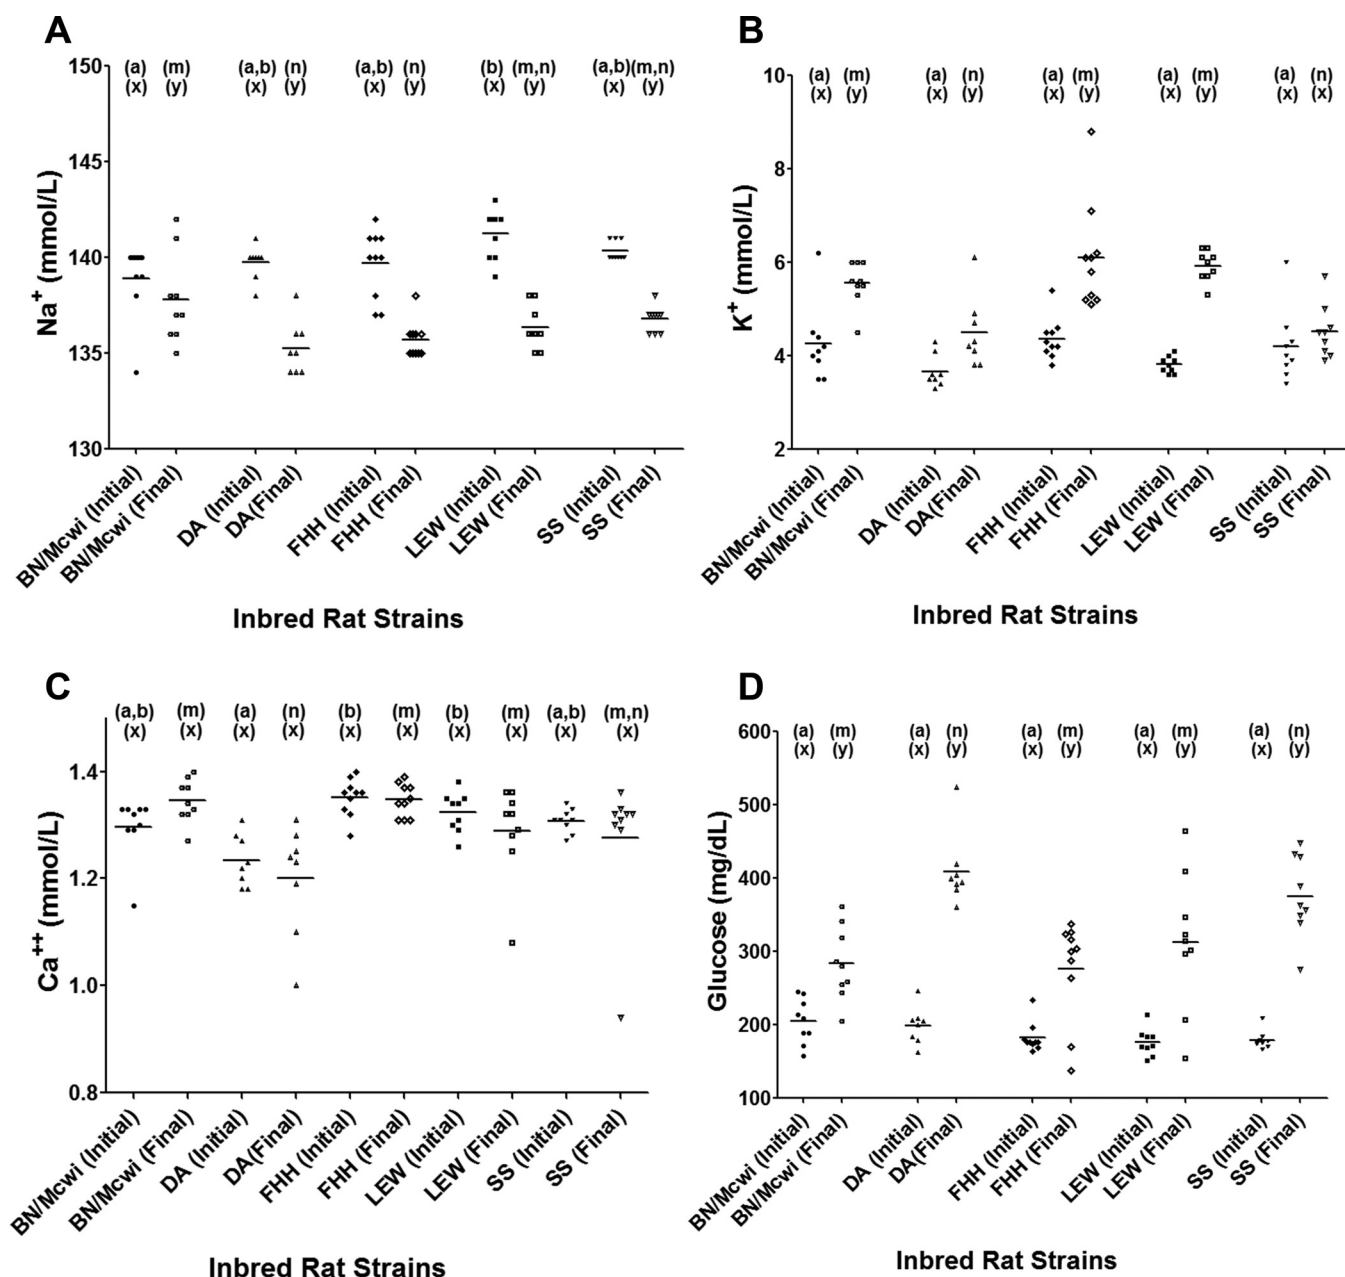 A
(a) (m) (a,b) (n) (a,b) (n) (b) (m,n) (a,b)(m,n)
(x) (y) (x) (y) (x) (y) (x) (y) (x) (y)
150
145
140
135
130
Na+ (mmol/L)
BN/Mcwi (Initial)
BN/Mcwi (Final)
DA (Initial)
DA(Final)
FHH (Initial)
FHH (Final)
LEW (Initial)
LEW (Final)
SS (Initial)
SS (Final)
Inbred Rat Strains
B
(a) (m) (a) (n) (a) (m) (a) (m) (a) (n)
(x) (y) (x) (y) (x) (y) (x) (y) (x) (x)
10
8
6
4
2
K+ (mmol/L)
BN/Mcwi (Initial)
BN/Mcwi (Final)
DA (Initial)
DA(Final)
FHH (Initial)
FHH (Final)
LEW (Initial)
LEW (Final)
SS (Initial)
SS (Final)
Inbred Rat Strains
C
(a,b) (m) (a) (n) (b) (m) (b) (m) (a,b) (m,n)
(x) (x) (x) (x) (x) (x) (x) (x) (x) (x)
1.4
1.2
1.0
0.8
Ca++ (mmol/L)
BN/Mcwi (Initial)
BN/Mcwi (Final)
DA (Initial)
DA(Final)
FHH (Initial)
FHH (Final)
LEW (Initial)
LEW (Final)
SS (Initial)
SS (Final)
Inbred Rat Strains
D
(a) (m) (a) (n) (a) (m) (a) (m) (a) (n)
(x) (y) (x) (y) (x) (y) (x) (y) (x) (y)
600
500
400
300
200
100
Glucose (mg/dL)
BN/Mcwi (Initial)
BN/Mcwi (Final)
DA (Initial)
DA(Final)
FHH (Initial)
FHH (Final)
LEW (Initial)
LEW (Final)
SS (Initial)
SS (Final)
Inbred Rat Strains